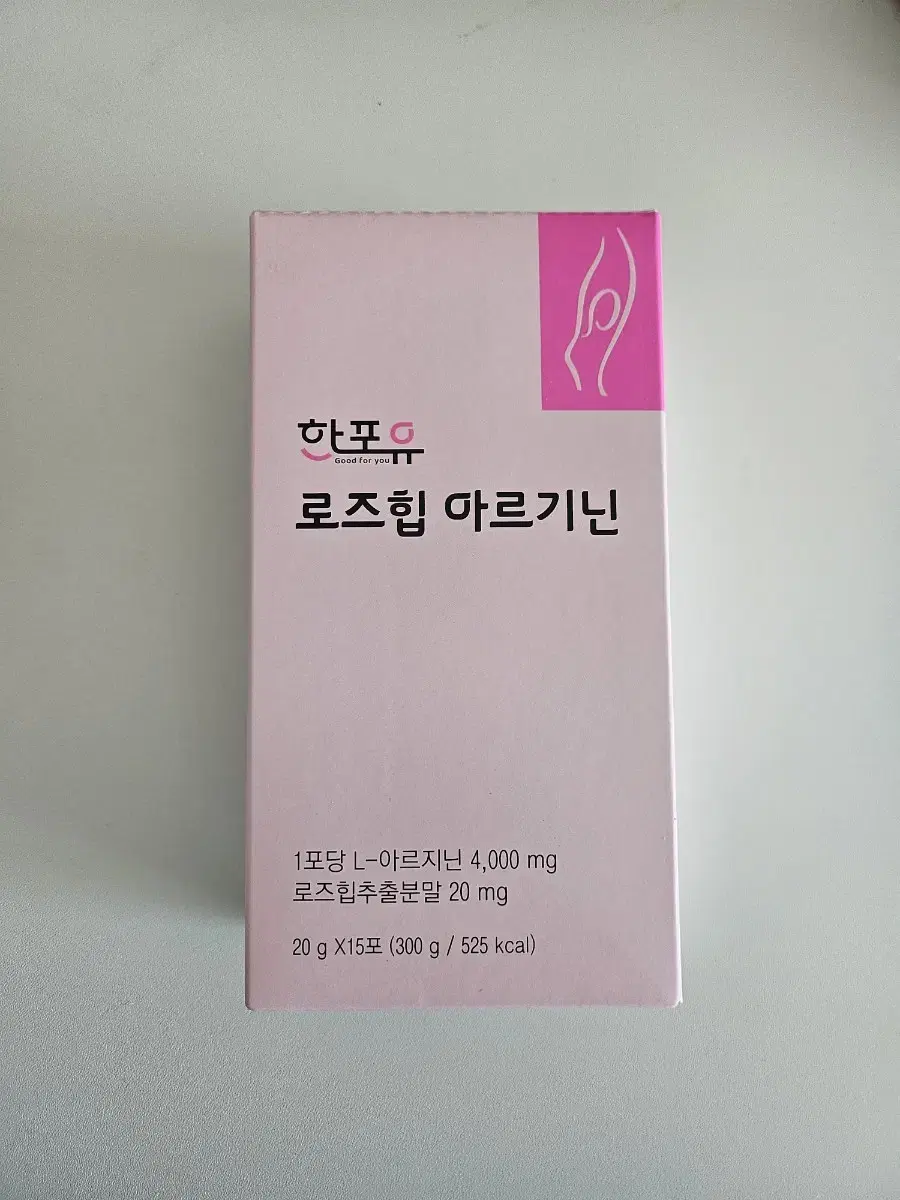 한포유
Good for you
로즈힙 아르기닌
1포당 L-아르지닌 4,000 mg
로즈힙추출분말 20 mg
20 g X15포 (300 g / 525 kcal)